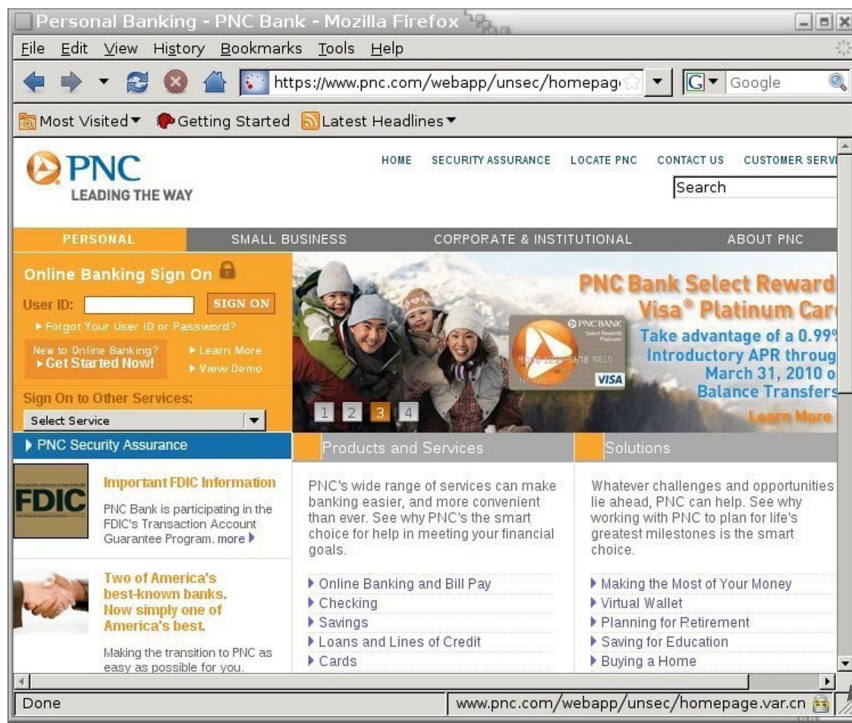 Personal Banking - PNC Bank - Mozilla Firefox
File Edit View History Bookmarks Tools Help
https://www.pnc.com/webapp/unsec/homepag
G Google
Most Visited Getting Started Latest Headlines
PNC
LEADING THE WAY
HOME SECURITY ASSURANCE LOCATE PNC CONTACT US CUSTOMER SERVI
Search
PERSONAL SMALL BUSINESS CORPORATE & INSTITUTIONAL ABOUT PNC
Online Banking Sign On
User ID: SIGN ON
Forgot Your User ID or Password?
New to Online Banking?
Get Started Now!
Learn More
View Demo
Sign On to Other Services:
Select Service
PNC Bank Select Reward
Visa® Platinum Car
Take advantage of a 0.99%
Introductory APR throug
March 31, 2010 o
Balance Transfers
Learn More
PNCBANK
Select Rewards
Platinum
VISA
1 2 3 4
PNC Security Assurance
FDIC
Important FDIC Information
PNC Bank is participating in the
FDIC's Transaction Account
Guarantee Program. more
Two of America's
best-known banks.
Now simply one of
America's best.
Making the transition to PNC as
easy as possible for you.
Products and Services
PNC's wide range of services can make
banking easier, and more convenient
than ever. See why PNC's the smart
choice for help in meeting your financial
goals.
Online Banking and Bill Pay
Checking
Savings
Loans and Lines of Credit
Cards
Solutions
Whatever challenges and opportunities
lie ahead, PNC can help. See why
working with PNC to plan for life's
greatest milestones is the smart
choice.
Making the Most of Your Money
Virtual Wallet
Planning for Retirement
Saving for Education
Buying a Home
Done
www.pnc.com/webapp/unsec/homepage.var.cn